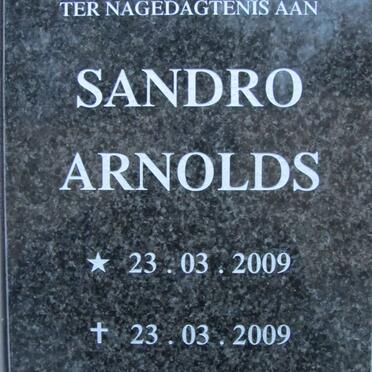 TER NAGEDAGTENIS AAN
SANDRO
ARNOLDS
★ 23 . 03 . 2009
✝ 23 . 03 . 2009